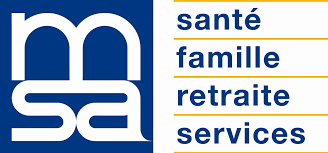 msa
santé
famille
retraite
services